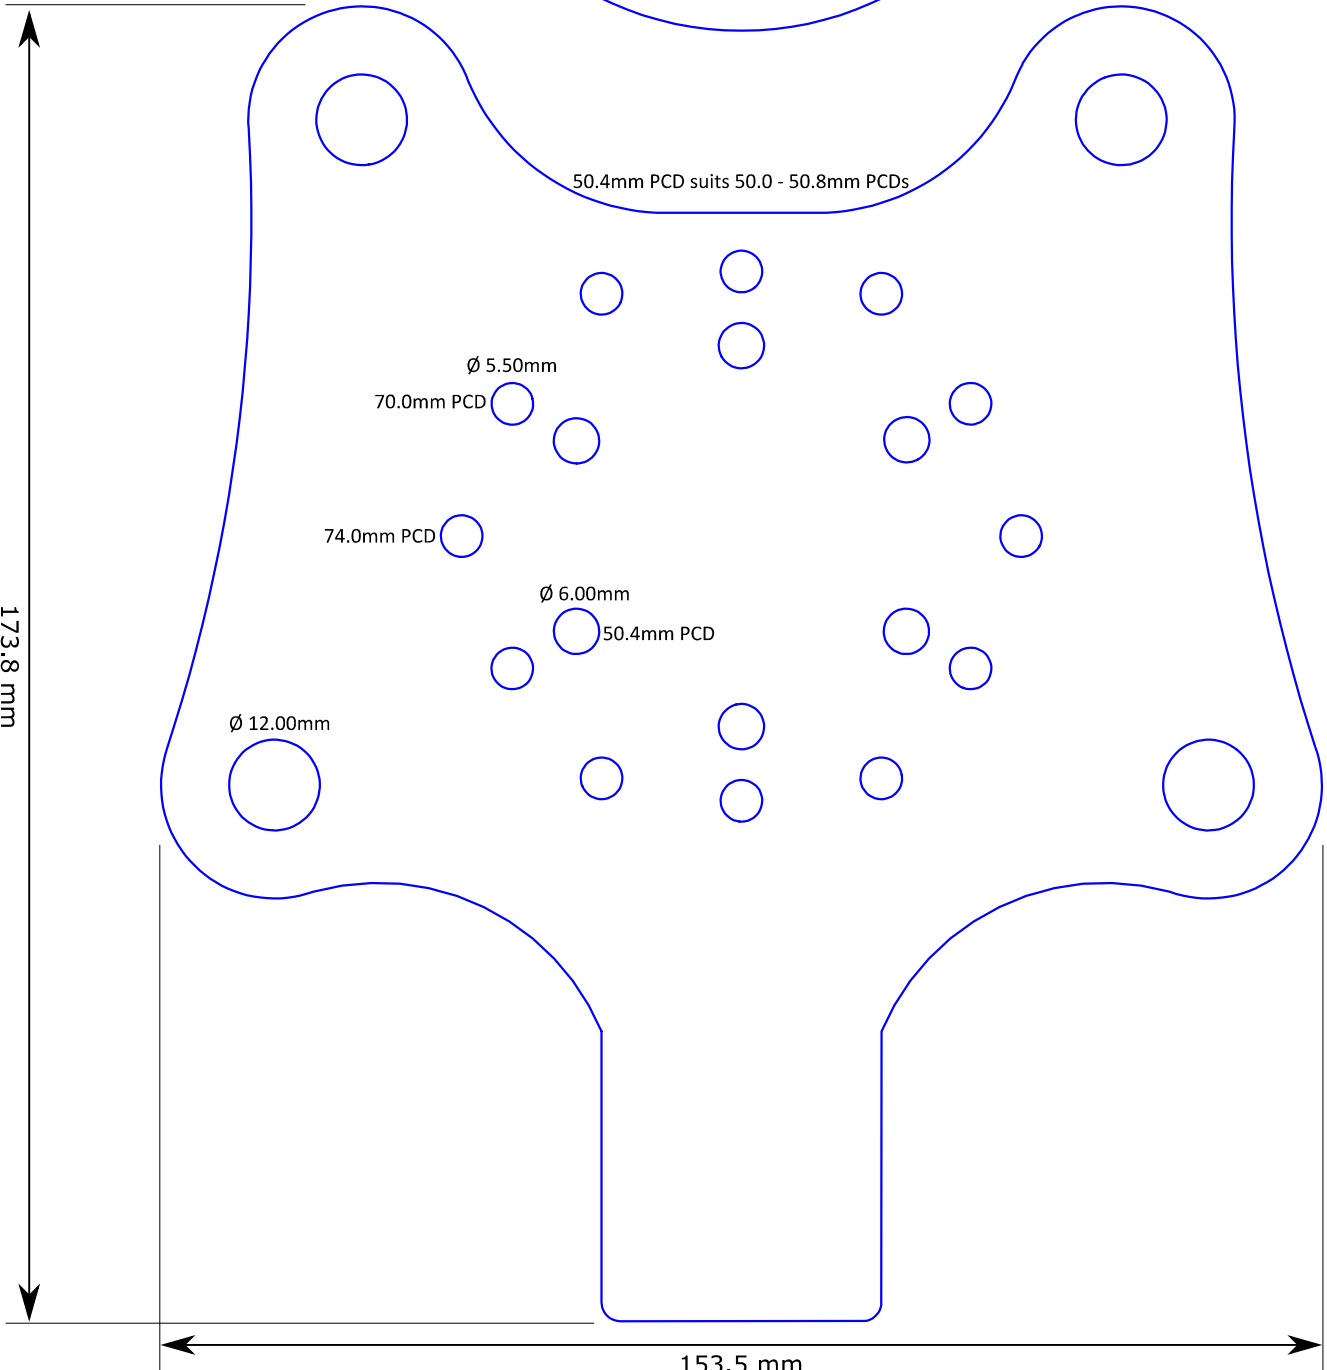 50.4mm PCD suits 50.0 - 50.8mm PCDs
Ø 5.50mm
70.0mm PCD
74.0mm PCD
Ø 6.00mm
50.4mm PCD
173.8 mm
Ø 12.00mm
153.5 mm